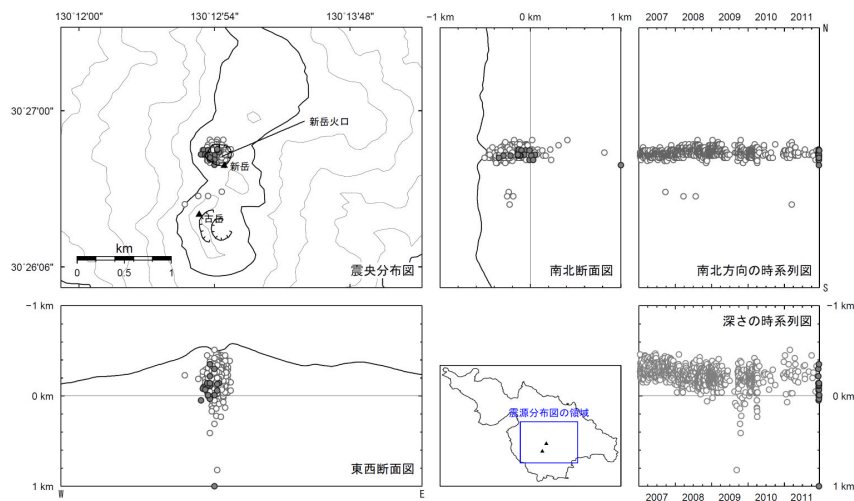 130˚12'00"
130˚12'54"
130˚13'48"
-1 km
0 km
1 km
2007 2008 2009 2010 2011
N
30˚27'00"
新岳火口
新岳
古岳
km
0 0.5 1
30˚26'06"
震央分布図
南北断面図
南北方向の時系列図
S
-1 km
深さの時系列図
-1 km
0 km
震源分布図の領域
0 km
東西断面図
1 km
1 km
W
E
2007 2008 2009 2010 2011